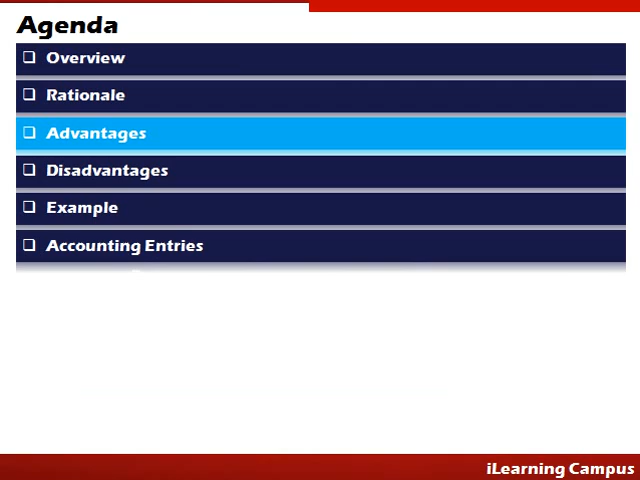 Agenda
❑ Overview
❑ Rationale
❑ Advantages
❑ Disadvantages
❑ Example
❑ Accounting Entries
iLearning Campus